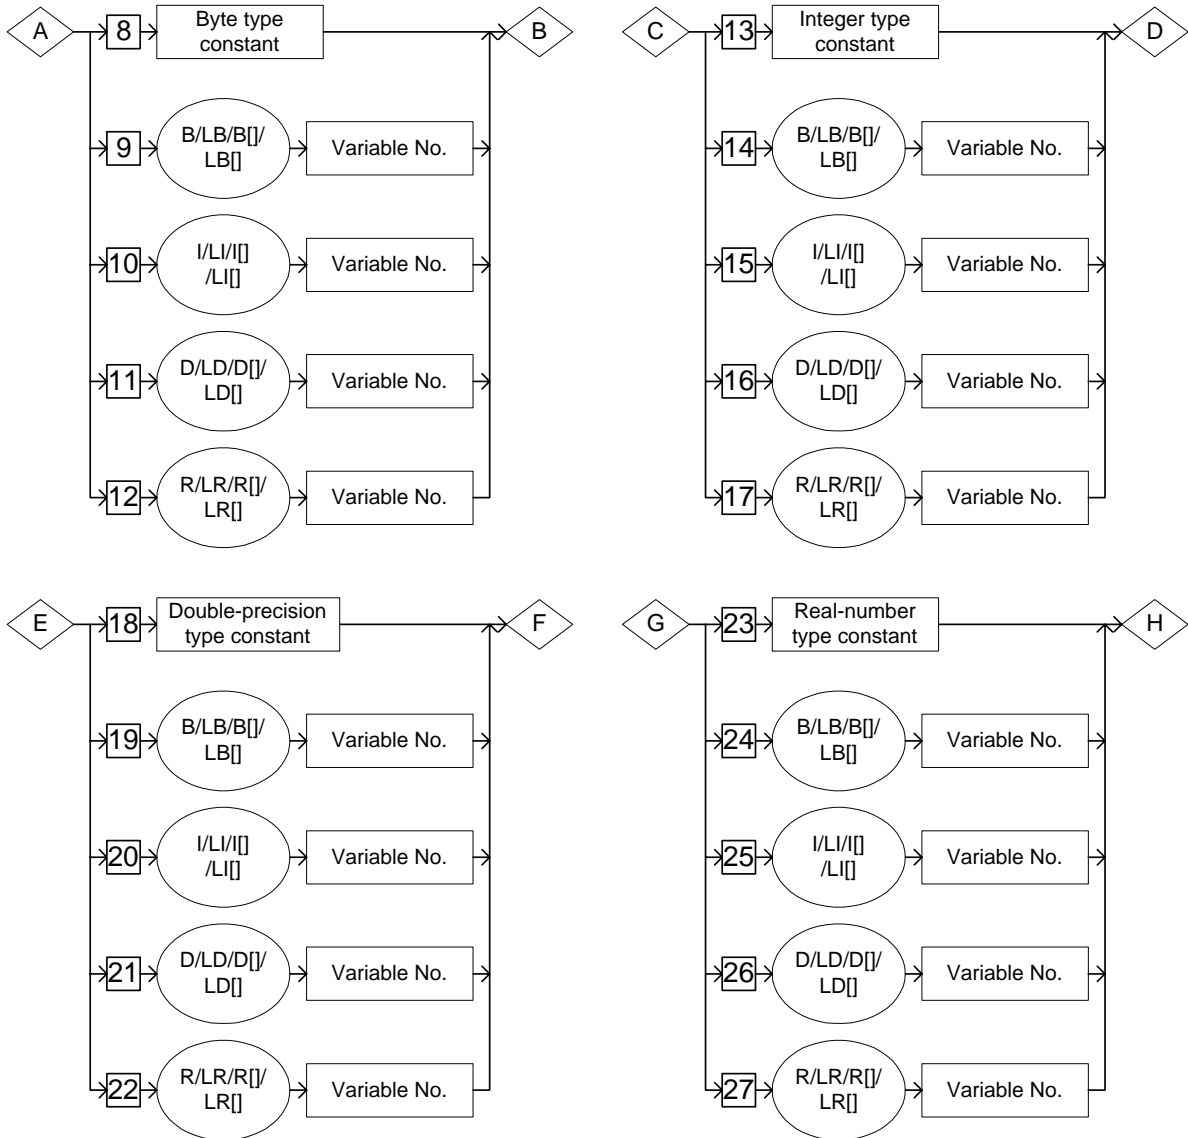 A
8
Byte type
constant
B
9
B/LB/B[]/
LB[]
Variable No.
10
I/LI/I[]
/LI[]
Variable No.
11
D/LD/D[]/
LD[]
Variable No.
12
R/LR/R[]/
LR[]
Variable No.
C
13
Integer type
constant
D
14
B/LB/B[]/
LB[]
Variable No.
15
I/LI/I[]
/LI[]
Variable No.
16
D/LD/D[]/
LD[]
Variable No.
17
R/LR/R[]/
LR[]
Variable No.
E
18
Double-precision
type constant
F
19
B/LB/B[]/
LB[]
Variable No.
20
I/LI/I[]
/LI[]
Variable No.
21
D/LD/D[]/
LD[]
Variable No.
22
R/LR/R[]/
LR[]
Variable No.
G
23
Real-number
type constant
H
24
B/LB/B[]/
LB[]
Variable No.
25
I/LI/I[]
/LI[]
Variable No.
26
D/LD/D[]/
LD[]
Variable No.
27
R/LR/R[]/
LR[]
Variable No.